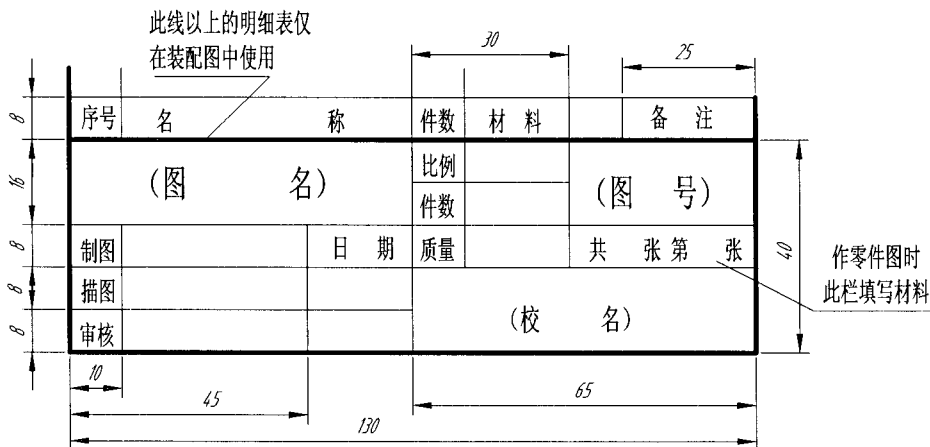 此线以上的明细表仅
在装配图中使用
30
25
8
序号 名 称 件数 材 料 备 注
16
(图 名)
比例
件数
(图 号)
8
制图 日 期 质量 共 张 第 张
40
作零件图时
此栏填写材料
8
描图
(校 名)
8
审核
10
45
65
130